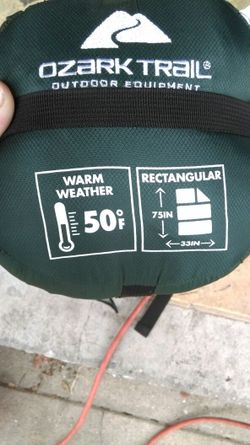 OZARK TRAIL®
OUTDOOR EQUIPMENT
WARM
WEATHER
50°F
RECTANGULAR
75IN
33IN